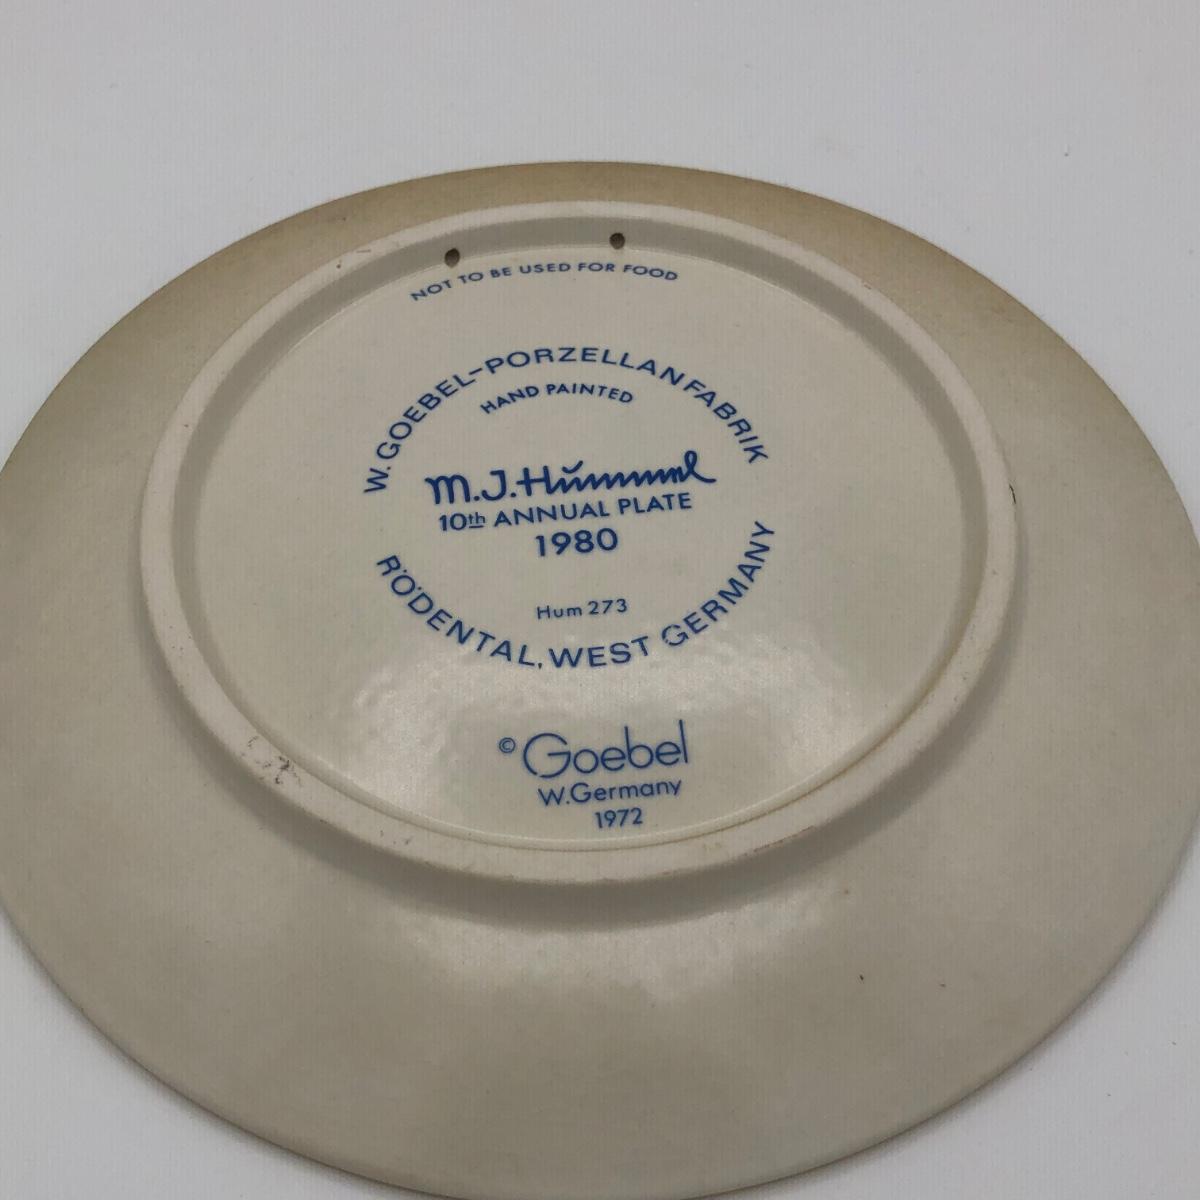 NOT TO BE USED FOR FOOD
W. GOEBEL-PORZELLANFABRIK
HAND PAINTED
M.J. Hummel
10th ANNUAL PLATE
1980
Hum 273
RÖDENTAL, WEST GERMANY
© Goebel
W.Germany
1972